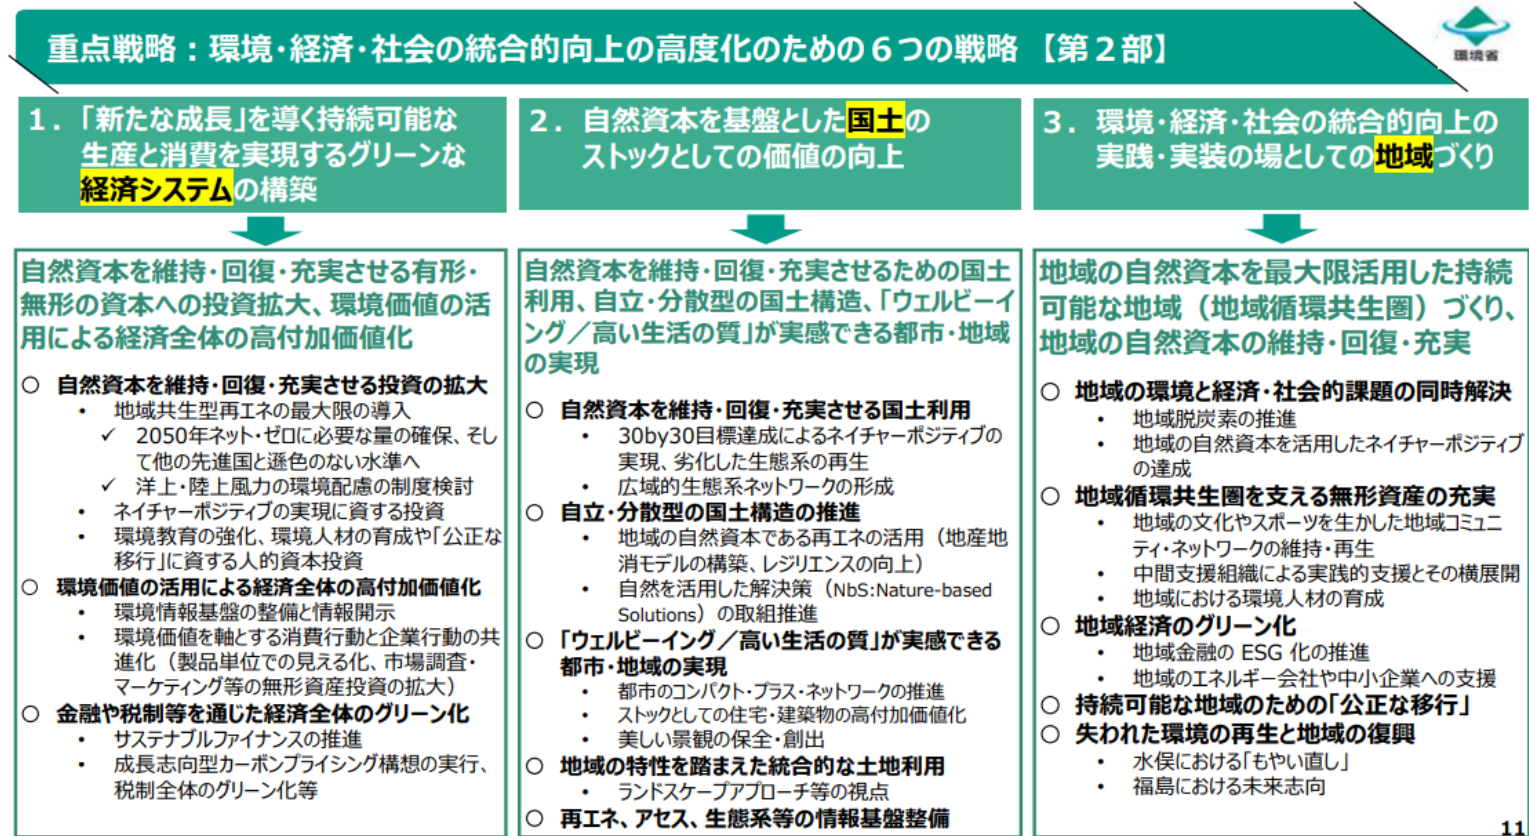 重点戦略：環境・経済・社会の統合的向上の高度化のための６つの戦略 【第２部】
環境省
１．「新たな成長」を導く持続可能な
生産と消費を実現するグリーンな
経済システムの構築
２．自然資本を基盤とした国土の
ストックとしての価値の向上
３．環境・経済・社会の統合的向上の
実践・実装の場としての地域づくり
自然資本を維持・回復・充実させる有形・
無形の資本への投資拡大、環境価値の活
用による経済全体の高付加価値化
○ 自然資本を維持・回復・充実させる投資の拡大
• 地域共生型再エネの最大限の導入
✓ 2050年ネット・ゼロに必要な量の確保、そし
て他の先進国と遜色のない水準へ
✓ 洋上・陸上風力の環境配慮の制度検討
• ネイチャーポジティブの実現に資する投資
• 環境教育の強化、環境人材の育成や「公正な
移行」に資する人的資本投資
○ 環境価値の活用による経済全体の高付加価値化
• 環境情報基盤の整備と情報開示
• 環境価値を軸とする消費行動と企業行動の共
進化（製品単位での見える化、市場調査・
マーケティング等の無形資産投資の拡大）
○ 金融や税制等を通じた経済全体のグリーン化
• サステナブルファイナンスの推進
• 成長志向型カーボンプライシング構想の実行、
税制全体のグリーン化等
自然資本を維持・回復・充実させるための国土
利用、自立・分散型の国土構造、「ウェルビーイ
ング／高い生活の質」が実感できる都市・地域
の実現
○ 自然資本を維持・回復・充実させる国土利用
• 30by30目標達成によるネイチャーポジティブの
実現、劣化した生態系の再生
• 広域的生態系ネットワークの形成
○ 自立・分散型の国土構造の推進
• 地域の自然資本である再エネの活用（地産地
消モデルの構築、レジリエンスの向上）
• 自然を活用した解決策（NbS:Nature-based
Solutions）の取組推進
○ 「ウェルビーイング／高い生活の質」が実感できる
都市・地域の実現
• 都市のコンパクト・プラス・ネットワークの推進
• ストックとしての住宅・建築物の高付加価値化
• 美しい景観の保全・創出
○ 地域の特性を踏まえた統合的な土地利用
• ランドスケープアプローチ等の視点
○ 再エネ、アセス、生態系等の情報基盤整備
地域の自然資本を最大限活用した持続
可能な地域（地域循環共生圏）づくり、
地域の自然資本の維持・回復・充実
○ 地域の環境と経済・社会的課題の同時解決
• 地域脱炭素の推進
• 地域の自然資本を活用したネイチャーポジティブ
の達成
○ 地域循環共生圏を支える無形資産の充実
• 地域の文化やスポーツを生かした地域コミュニ
ティ・ネットワークの維持・再生
• 中間支援組織による実践的支援とその横展開
• 地域における環境人材の育成
○ 地域経済のグリーン化
• 地域金融の ESG 化の推進
• 地域のエネルギー会社や中小企業への支援
○ 持続可能な地域のための「公正な移行」
○ 失われた環境の再生と地域の復興
• 水俣における「もやい直し」
• 福島における未来志向
11